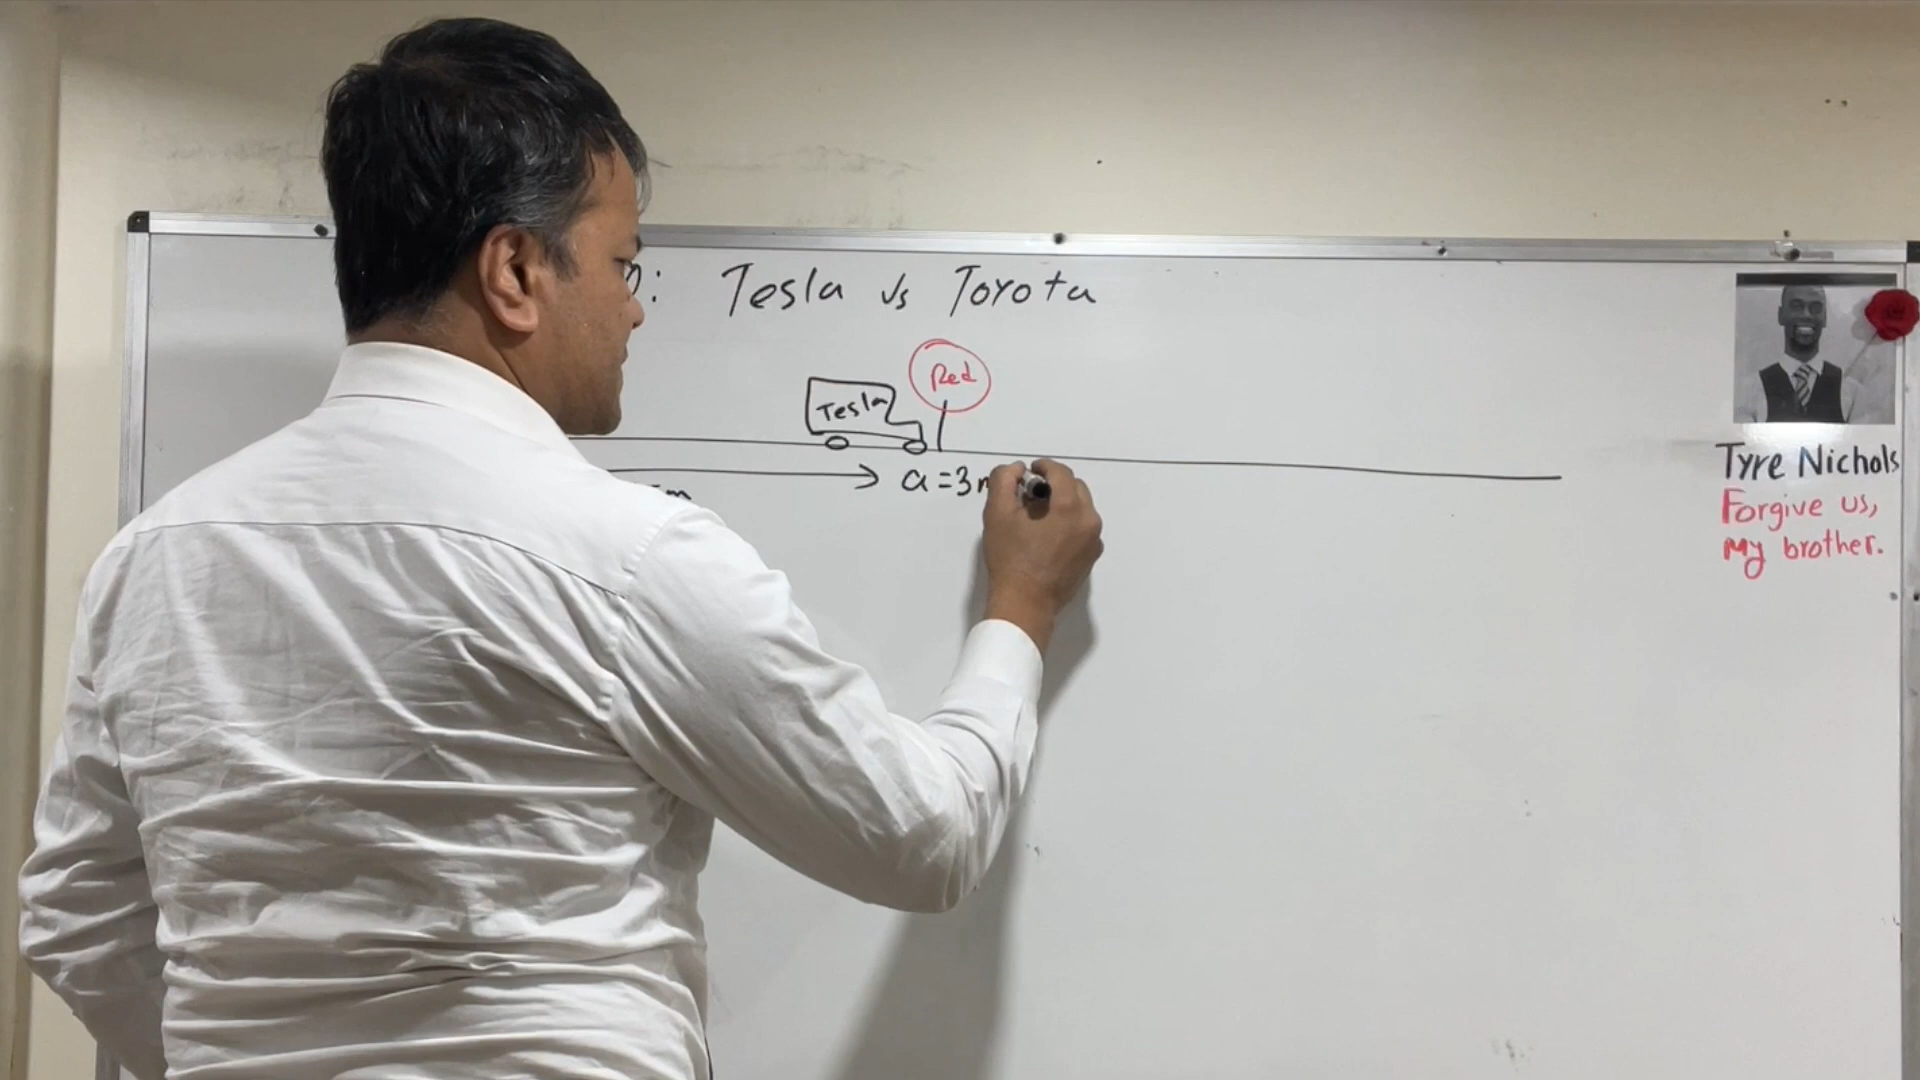 : Tesla vs Toyota
Red
Tesla
a = 3
Tyre Nichols
Forgive us,
My brother.